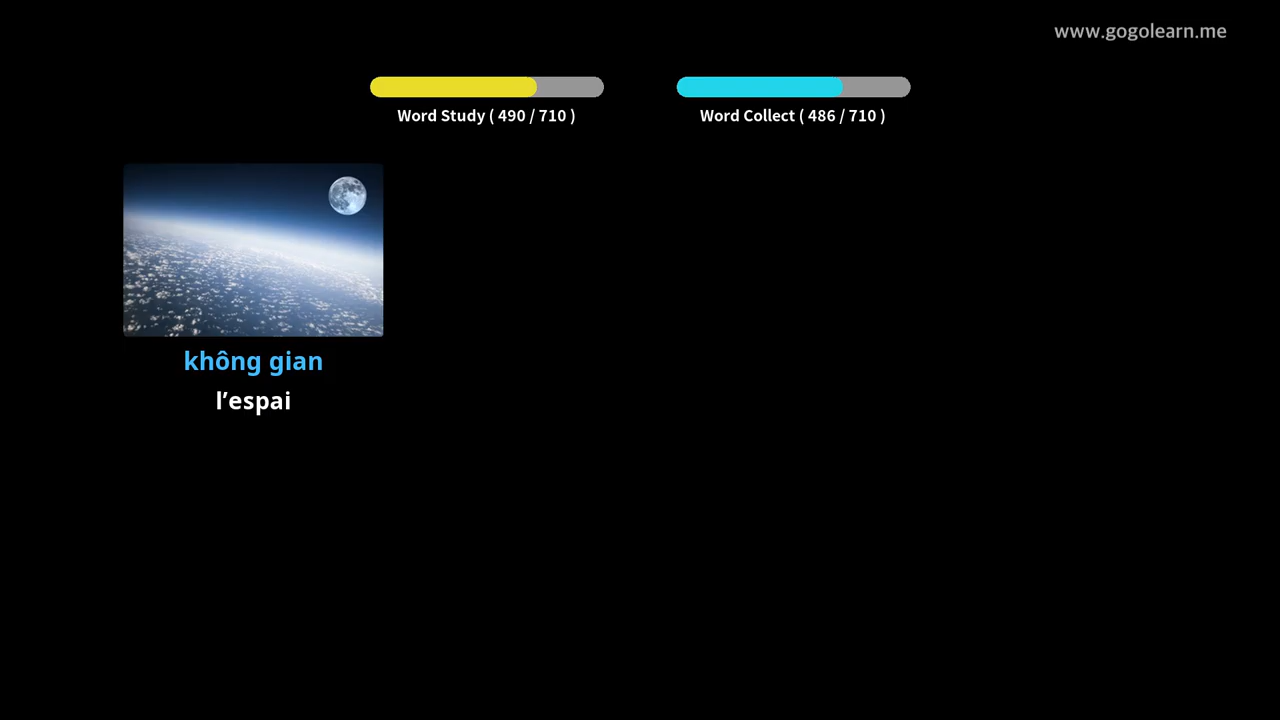 www.gogolearn.me
Word Study ( 490 / 710 )
Word Collect ( 486 / 710 )
không gian
l’espai